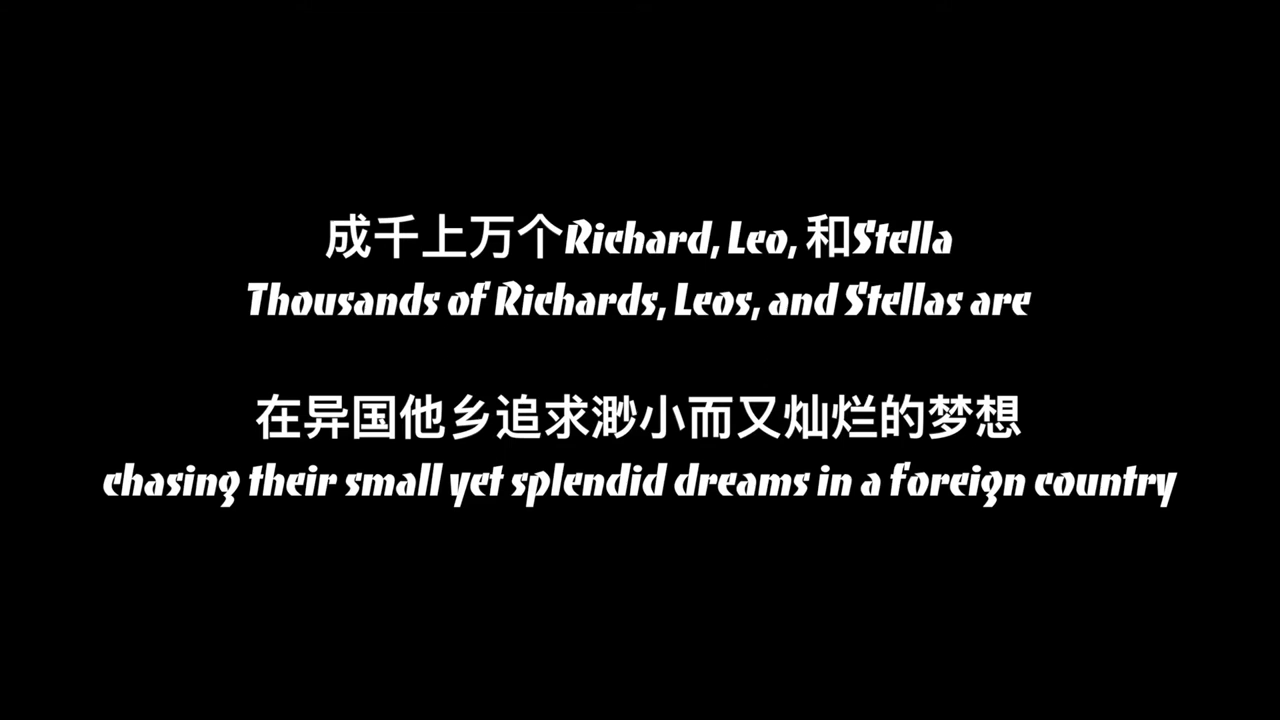 成千上万个Richard, Leo, 和Stella
Thousands of Richards, Leos, and Stellas are
在异国他乡追求渺小而又灿烂的梦想
chasing their small yet splendid dreams in a foreign country